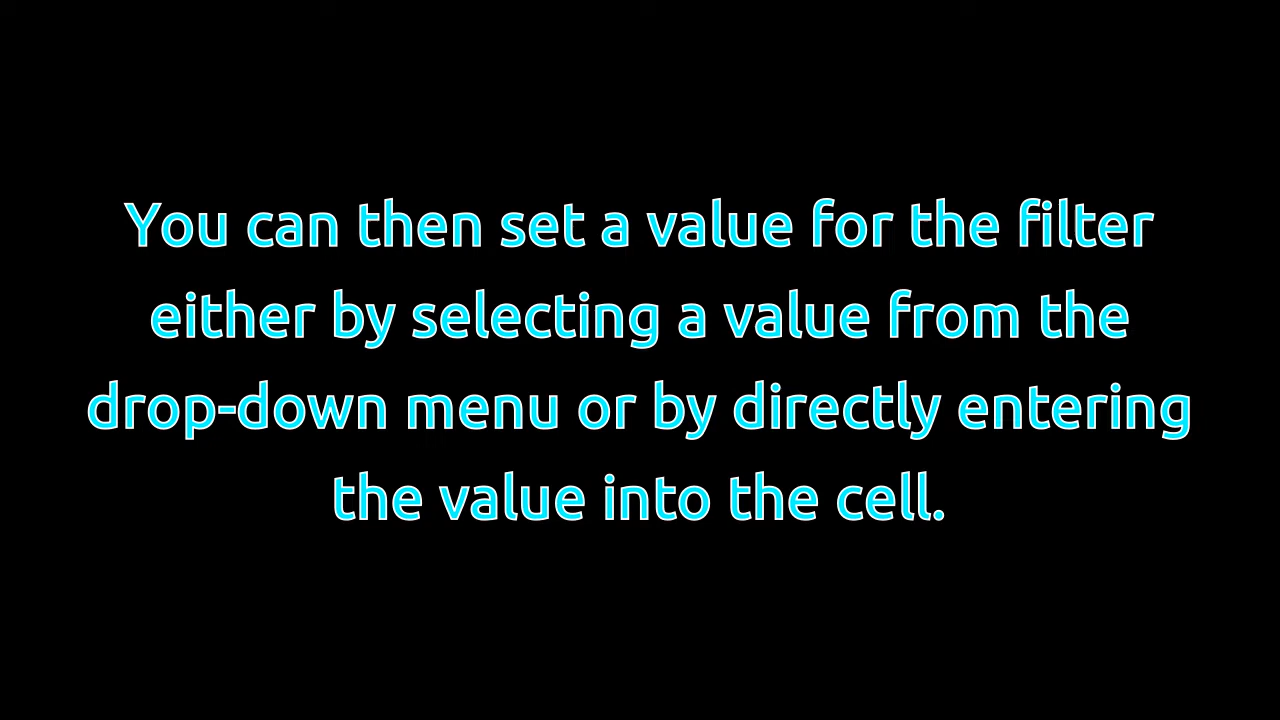 You can then set a value for the filter
either by selecting a value from the
drop-down menu or by directly entering
the value into the cell.